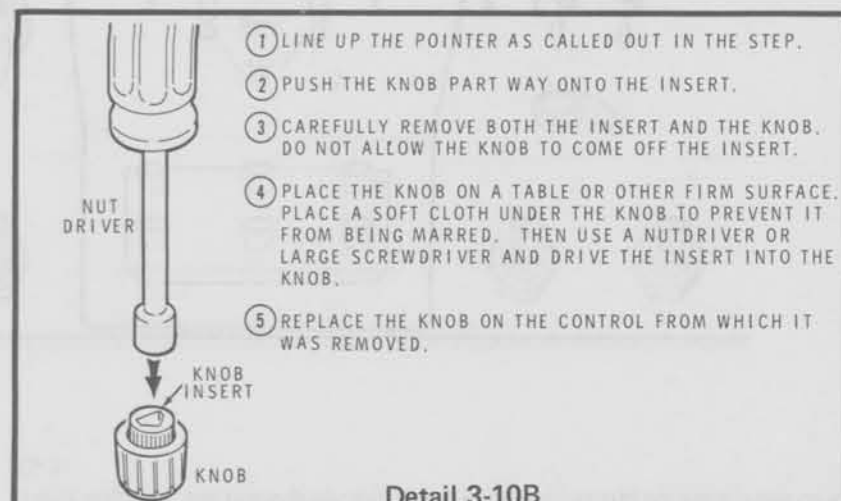 ① LINE UP THE POINTER AS CALLED OUT IN THE STEP.
② PUSH THE KNOB PART WAY ONTO THE INSERT.
③ CAREFULLY REMOVE BOTH THE INSERT AND THE KNOB.
DO NOT ALLOW THE KNOB TO COME OFF THE INSERT.
④ PLACE THE KNOB ON A TABLE OR OTHER FIRM SURFACE.
PLACE A SOFT CLOTH UNDER THE KNOB TO PREVENT IT
FROM BEING MARRED. THEN USE A NUTDRIVER OR
LARGE SCREWDRIVER AND DRIVE THE INSERT INTO THE
KNOB.
⑤ REPLACE THE KNOB ON THE CONTROL FROM WHICH IT
WAS REMOVED.
NUT
DRIVER
KNOB
INSERT
KNOB
Detail 3-10B